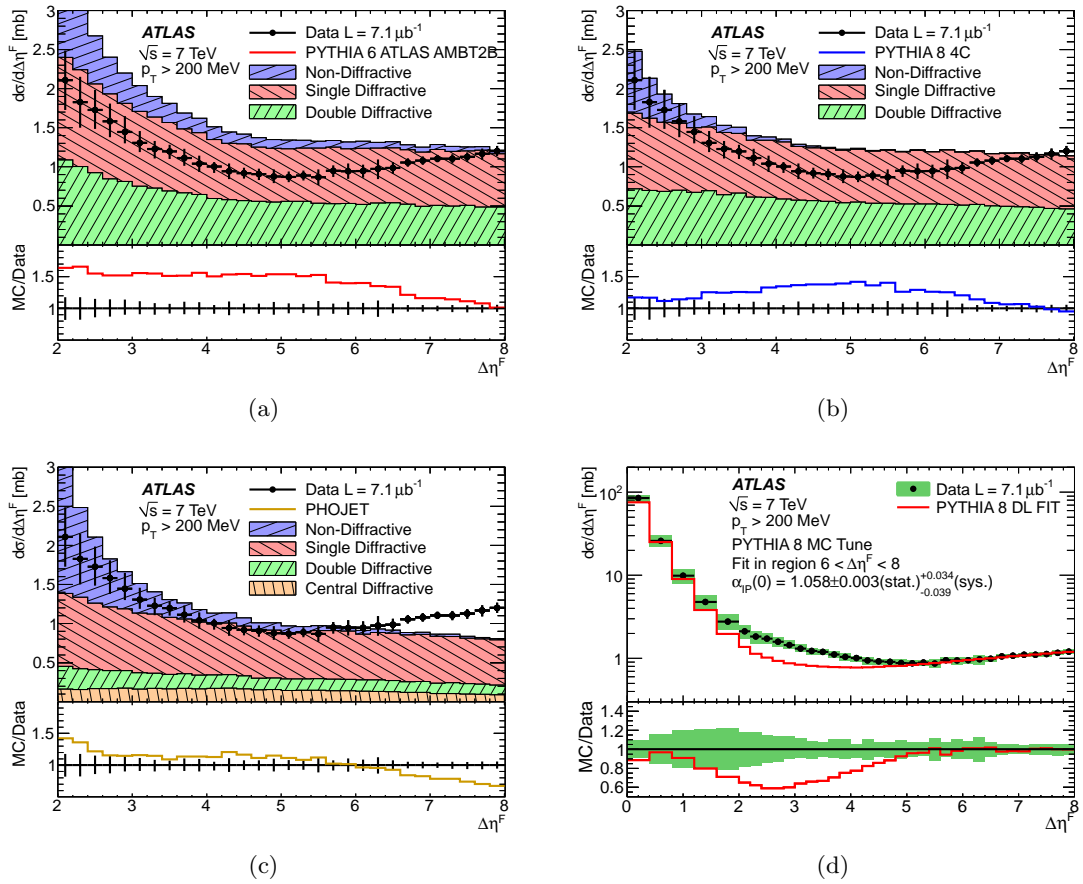 dσ/dΔη^F [mb]
3
2.5
2
1.5
1
0.5
ATLAS
√s = 7 TeV
p_T > 200 MeV
Data L = 7.1 μb⁻¹
PYTHIA 6 ATLAS AMBT2B
Non-Diffractive
Single Diffractive
Double Diffractive
MC/Data
1.5
1
2 3 4 5 6 7 8
Δη^F
(a)
dσ/dΔη^F [mb]
3
2.5
2
1.5
1
0.5
ATLAS
√s = 7 TeV
p_T > 200 MeV
Data L = 7.1 μb⁻¹
PYTHIA 8 4C
Non-Diffractive
Single Diffractive
Double Diffractive
MC/Data
1.5
1
2 3 4 5 6 7 8
Δη^F
(b)
dσ/dΔη^F [mb]
3
2.5
2
1.5
1
0.5
ATLAS
√s = 7 TeV
p_T > 200 MeV
Data L = 7.1 μb⁻¹
PHOJET
Non-Diffractive
Single Diffractive
Double Diffractive
Central Diffractive
MC/Data
1.5
1
2 3 4 5 6 7 8
Δη^F
(c)
dσ/dΔη^F [mb]
10²
10
1
ATLAS
√s = 7 TeV
p_T > 200 MeV
PYTHIA 8 MC Tune
Fit in region 6 < Δη^F < 8
α_IP(0) = 1.058±0.003(stat.)^{+0.034}_{-0.039}(sys.)
Data L = 7.1 μb⁻¹
PYTHIA 8 DL FIT
MC/Data
1.4
1.2
1
0.8
0.6
0 1 2 3 4 5 6 7 8
Δη^F
(d)